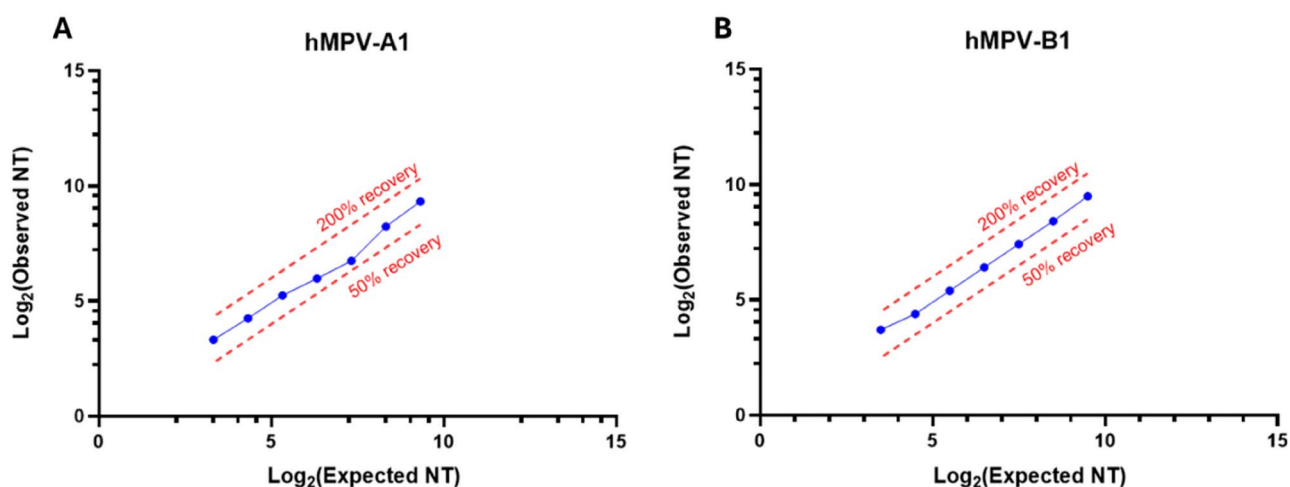 A
hMPV-A1
15
10
5
0
0
5
10
15
Log₂(Observed NT)
Log₂(Expected NT)
200% recovery
50% recovery
B
hMPV-B1
15
10
5
0
0
5
10
15
Log₂(Observed NT)
Log₂(Expected NT)
200% recovery
50% recovery